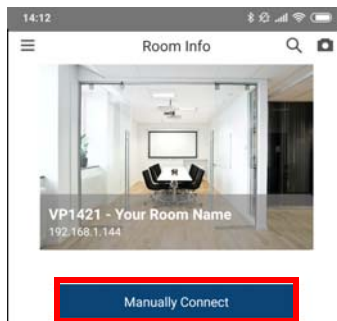 14:12
Room Info
VP1421 - Your Room Name
192.168.1.144
Manually Connect